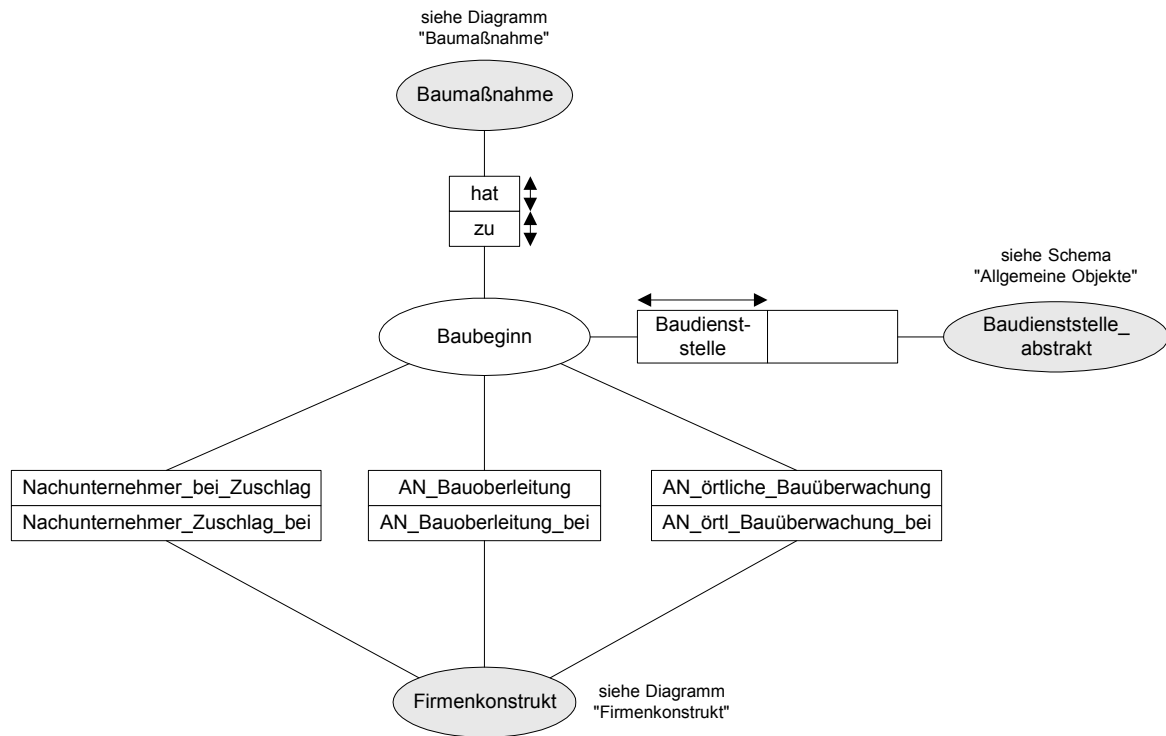 siehe Diagramm
"Baumaßnahme"
Baumaßnahme
hat
zu
siehe Schema
"Allgemeine Objekte"
Baubeginn
Baudienst-
stelle
Baudienststelle_
abstrakt
Nachunternehmer_bei_Zuschlag
Nachunternehmer_Zuschlag_bei
AN_Bauoberleitung
AN_Bauoberleitung_bei
AN_örtliche_Bauüberwachung
AN_örtl_Bauüberwachung_bei
Firmenkonstrukt
siehe Diagramm
"Firmenkonstrukt"